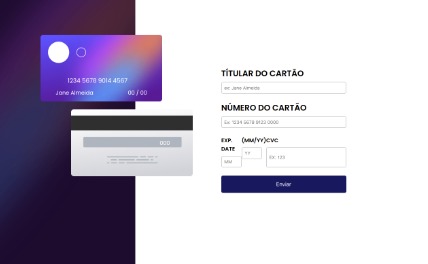 1234 5678 9014 4567
Jane Almeida
00 / 00
000
TÍTULAR DO CARTÃO
ex: Jane Almeida
NÚMERO DO CARTÃO
Ex. 1234 5678 9120 0000
EXP. DATE
(MM/YY)
CVC
MM
YY
EX: 123
Enviar